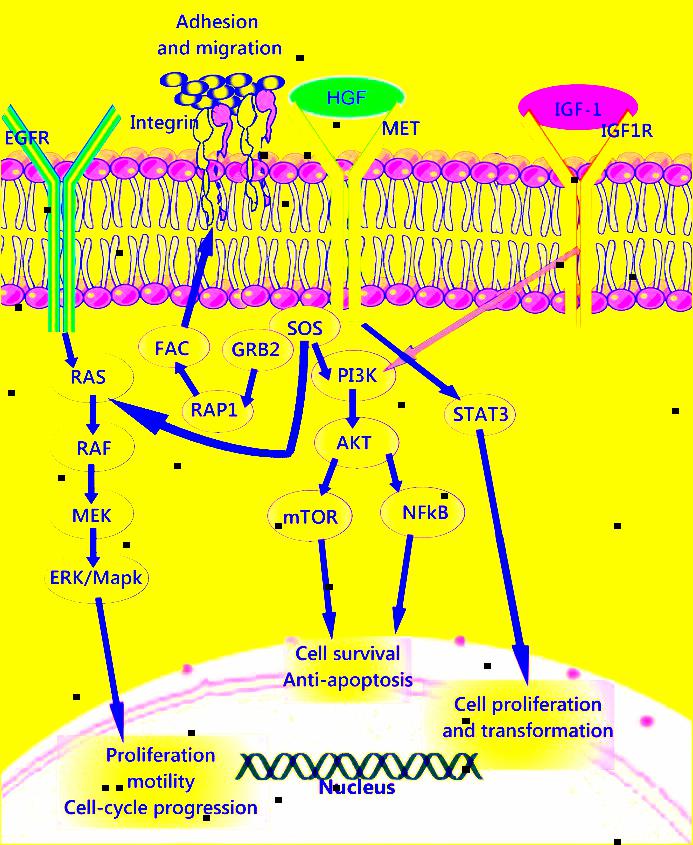 Adhesion
and migration
HGF
IGF-1
EGFR
Integrin
MET
IGF1R
SOS
FAC
GRB2
PI3K
RAS
RAP1
STAT3
RAF
AKT
MEK
mTOR
NFkB
ERK/Mapk
Cell survival
Anti-apoptosis
Cell proliferation
and transformation
Proliferation
motility
Cell-cycle progression
Nucleus